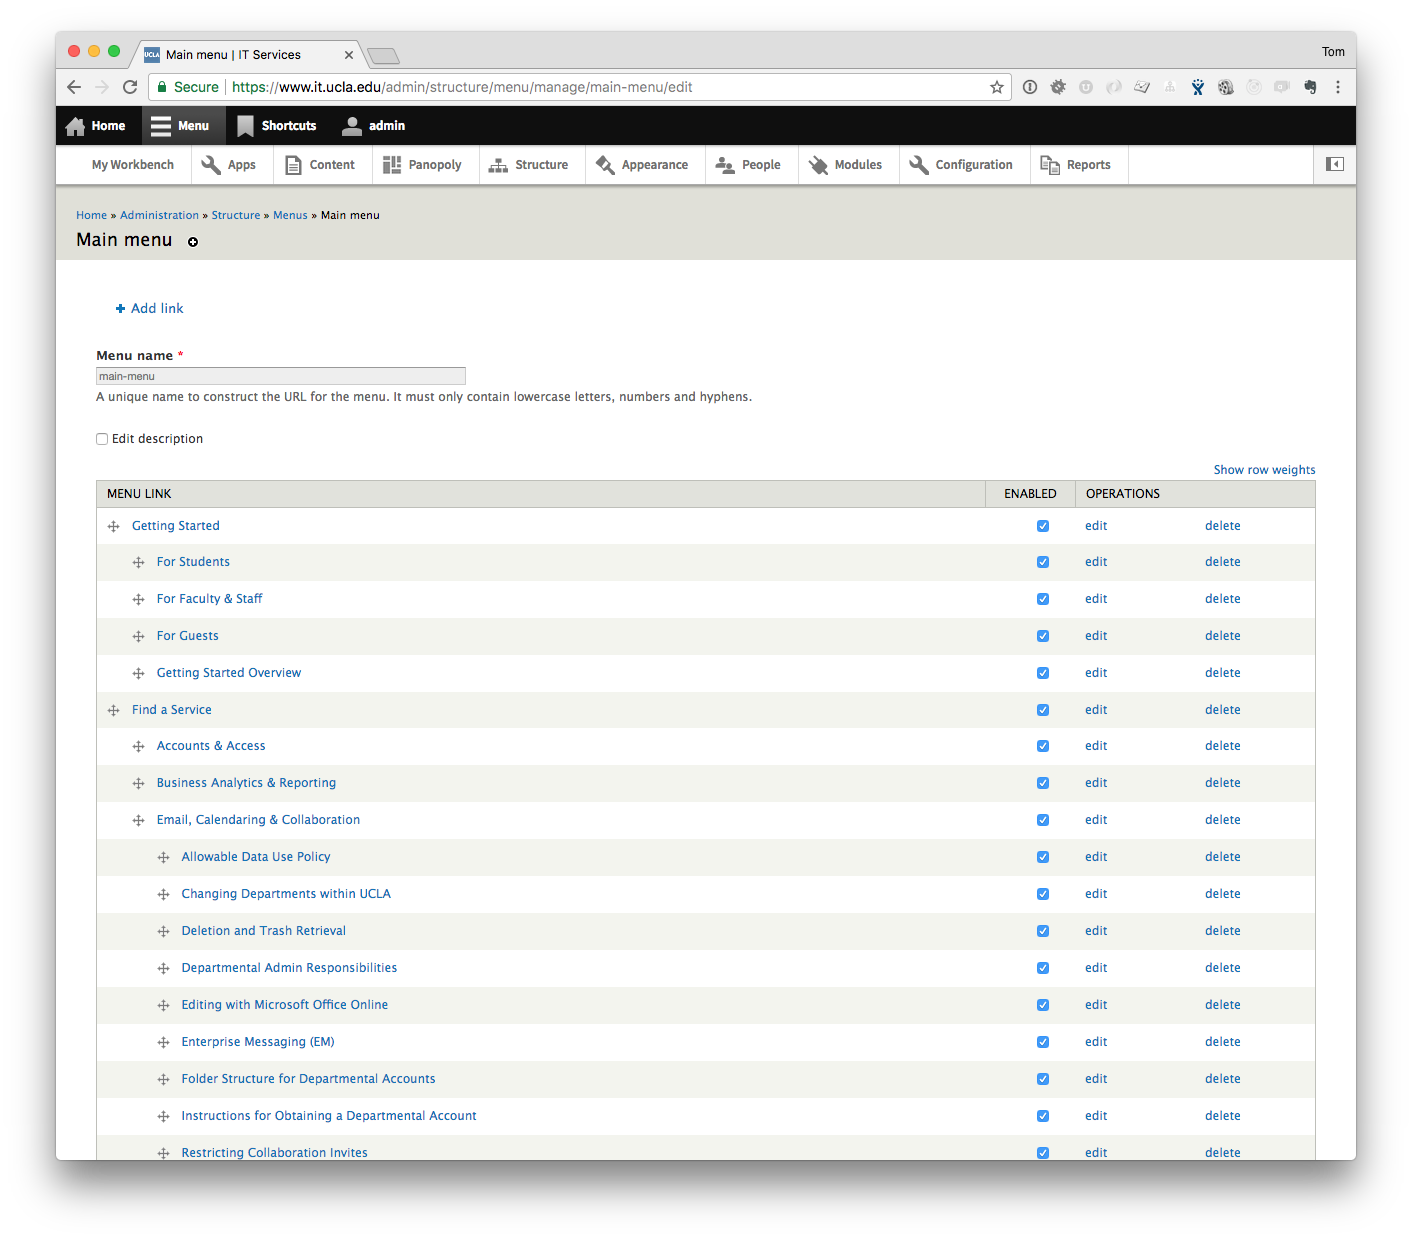 UCLA Main menu | IT Services
Tom
Secure https://www.it.ucla.edu/admin/structure/menu/manage/main-menu/edit
Home Menu Shortcuts admin
My Workbench Apps Content Panopoly Structure Appearance People Modules Configuration Reports
Home » Administration » Structure » Menus » Main menu
Main menu
Add link
Menu name *
main-menu
A unique name to construct the URL for the menu. It must only contain lowercase letters, numbers and hyphens.
Edit description
Show row weights
MENU LINK ENABLED OPERATIONS
Getting Started edit delete
For Students edit delete
For Faculty & Staff edit delete
For Guests edit delete
Getting Started Overview edit delete
Find a Service edit delete
Accounts & Access edit delete
Business Analytics & Reporting edit delete
Email, Calendaring & Collaboration edit delete
Allowable Data Use Policy edit delete
Changing Departments within UCLA edit delete
Deletion and Trash Retrieval edit delete
Departmental Admin Responsibilities edit delete
Editing with Microsoft Office Online edit delete
Enterprise Messaging (EM) edit delete
Folder Structure for Departmental Accounts edit delete
Instructions for Obtaining a Departmental Account edit delete
Restricting Collaboration Invites edit delete